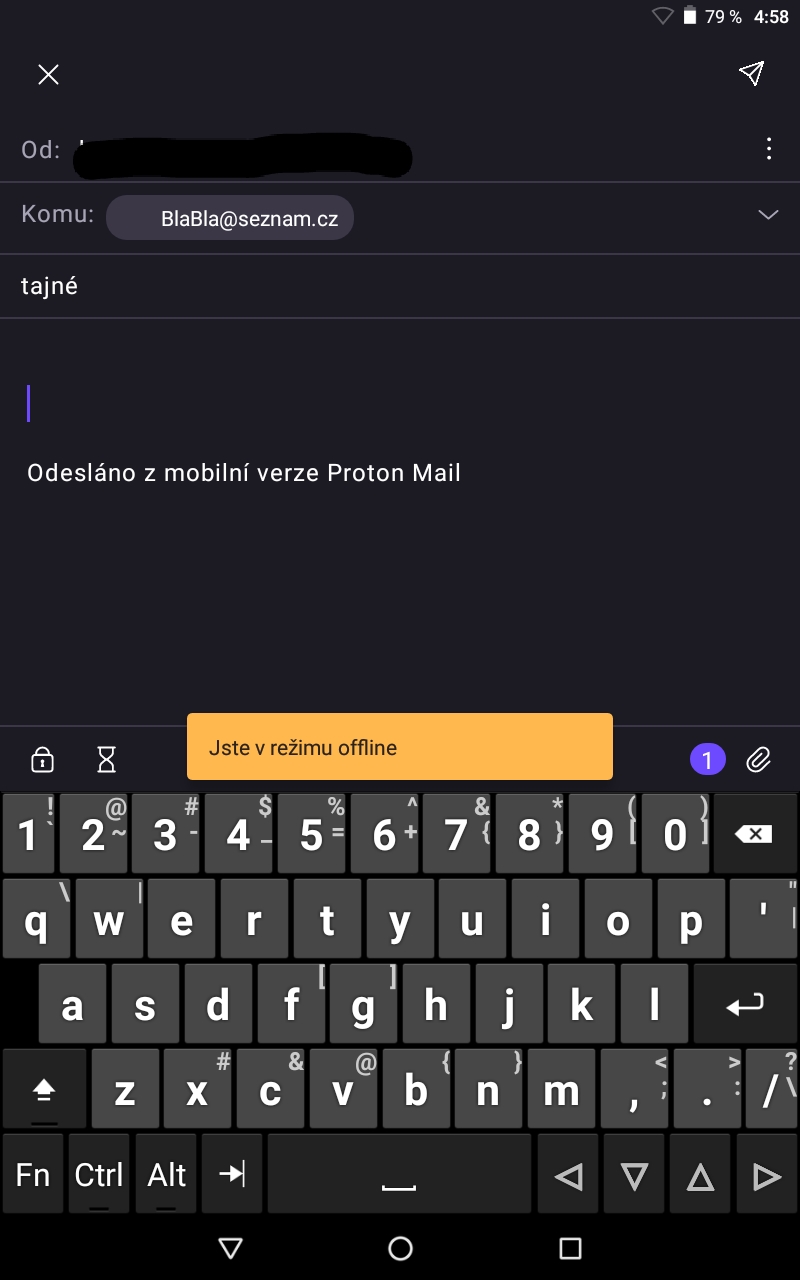 79 % 4:58
Od:
Komu: BlaBla@seznam.cz
tajné
Odesláno z mobilní verze Proton Mail
Jste v režimu offline
1
1 ! ` 2 @ ~ 3 # - 4 $ _ 5 % = 6 ^ + 7 & { 8 * } 9 ( [ 0 ) ]
q \ w | e r t y u i o p ' " |
a s d f [ g ] h j k l
z x # c & v @ b { n } m , < ; . > : / ? \
Fn Ctrl Alt